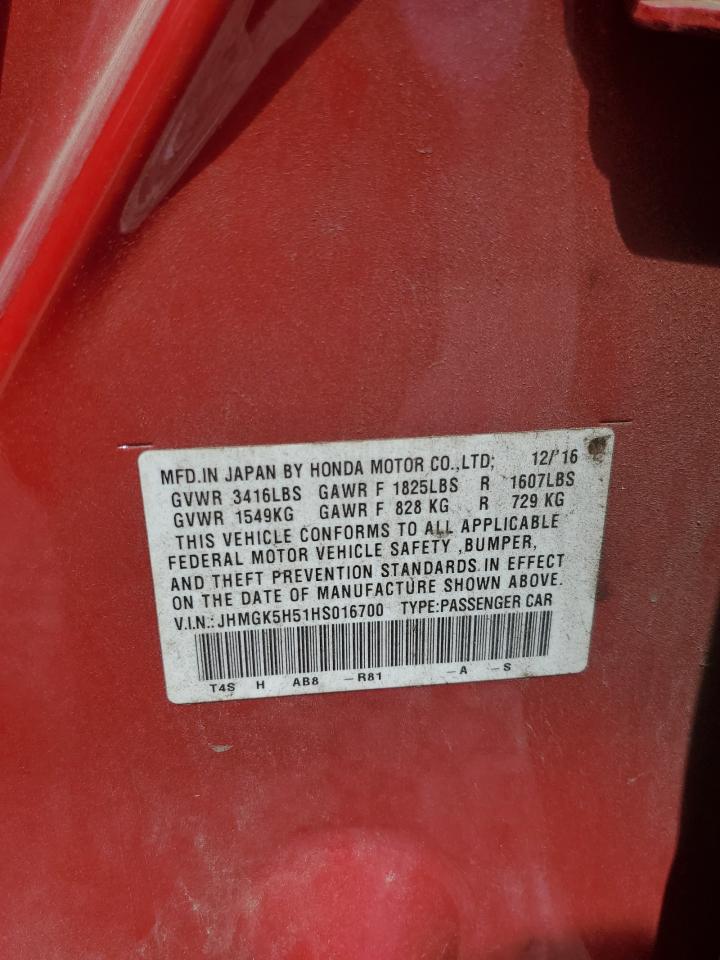 MFD.IN JAPAN BY HONDA MOTOR CO.,LTD; 12/'16
GVWR 3416LBS GAWR F 1825LBS R 1607LBS
GVWR 1549KG GAWR F 828 KG R 729 KG
THIS VEHICLE CONFORMS TO ALL APPLICABLE
FEDERAL MOTOR VEHICLE SAFETY ,BUMPER,
AND THEFT PREVENTION STANDARDS IN EFFECT
ON THE DATE OF MANUFACTURE SHOWN ABOVE.
V.I.N.: JHMGK5H51HS016700 TYPE:PASSENGER CAR
T4S H AB8 -R81 -A -S